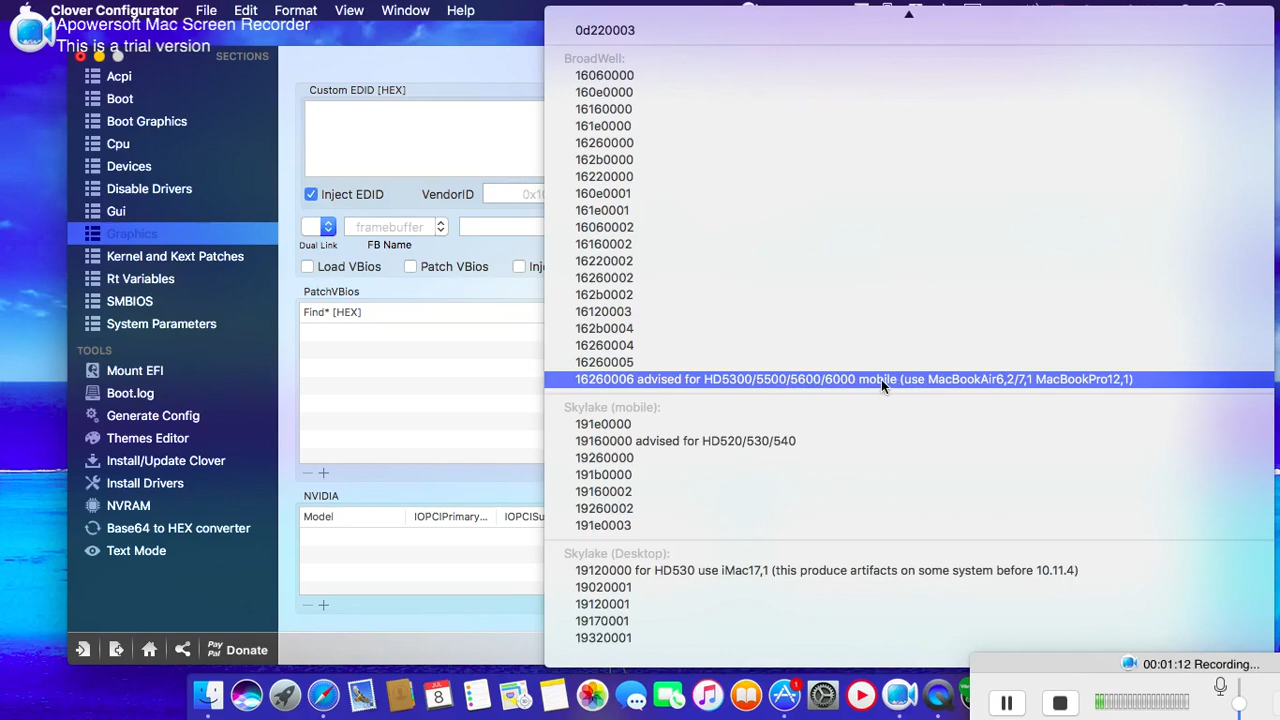 Clover Configurator File Edit Format View Window Help
Apowersoft Mac Screen Recorder
This is a trial version
SECTIONS
Acpi
Boot
Boot Graphics
Cpu
Devices
Disable Drivers
Gui
Graphics
Kernel and Kext Patches
Rt Variables
SMBIOS
System Parameters
TOOLS
Mount EFI
Boot.log
Generate Config
Themes Editor
Install/Update Clover
Install Drivers
NVRAM
Base64 to HEX converter
Text Mode
Pay Pal Donate
Custom EDID [HEX]
Inject EDID VendorID
framebuffer
Dual Link FB Name
Load VBios Patch VBios
PatchVBios
Find* [HEX]
NVIDIA
Model IOPCIPrimary...
0d220003
BroadWell:
16060000
160e0000
16160000
161e0000
16260000
162b0000
16220000
160e0001
161e0001
16060002
16160002
16220002
16260002
162b0002
16120003
162b0004
16260004
16260005
16260006 advised for HD5300/5500/5600/6000 mobile (use MacBookAir6,2/7,1 MacBookPro12,1)
Skylake (mobile):
191e0000
19160000 advised for HD520/530/540
19260000
191b0000
19160002
19260002
191e0003
Skylake (Desktop):
19120000 for HD530 use iMac17,1 (this produce artifacts on some system before 10.11.4)
19020001
19120001
19170001
19320001
00:01:12 Recording...
8
1